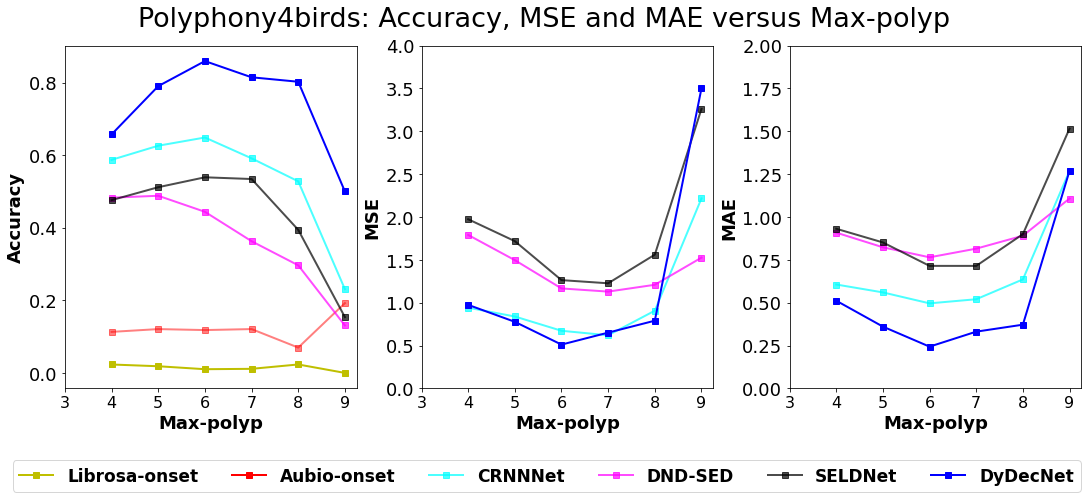 Polyphony4birds: Accuracy, MSE and MAE versus Max-polyp
Accuracy
0.8
0.6
0.4
0.2
0.0
3 4 5 6 7 8 9
Max-polyp
MSE
4.0
3.5
3.0
2.5
2.0
1.5
1.0
0.5
0.0
3 4 5 6 7 8 9
Max-polyp
MAE
2.00
1.75
1.50
1.25
1.00
0.75
0.50
0.25
0.00
3 4 5 6 7 8 9
Max-polyp
Librosa-onset Aubio-onset CRNNNet DND-SED SELDNet DyDecNet